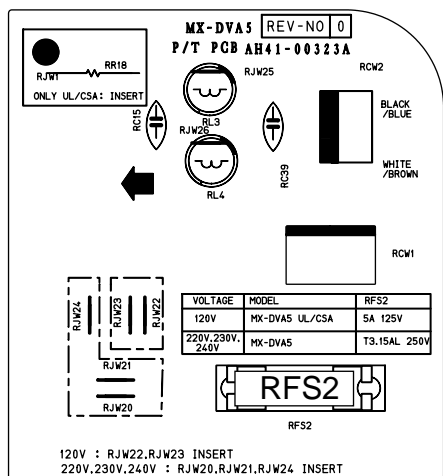 MX-DVA5 REV-NO 0
P/T PCB AH41-00323A
RJW1
RR18
ONLY UL/CSA: INSERT
RJW25
RCW2
RC15
RL3
RJW26
BLACK
/BLUE
RC39
WHITE
/BROWN
RL4
RCW1
RJW24
RJW23
RJW22
VOLTAGE MODEL RFS2
120V MX-DVA5 UL/CSA 5A 125V
220V,230V,
240V MX-DVA5 T3.15AL 250V
RJW21
RJW20
RFS2
RFS2
120V : RJW22,RJW23 INSERT
220V,230V,240V : RJW20,RJW21,RJW24 INSERT